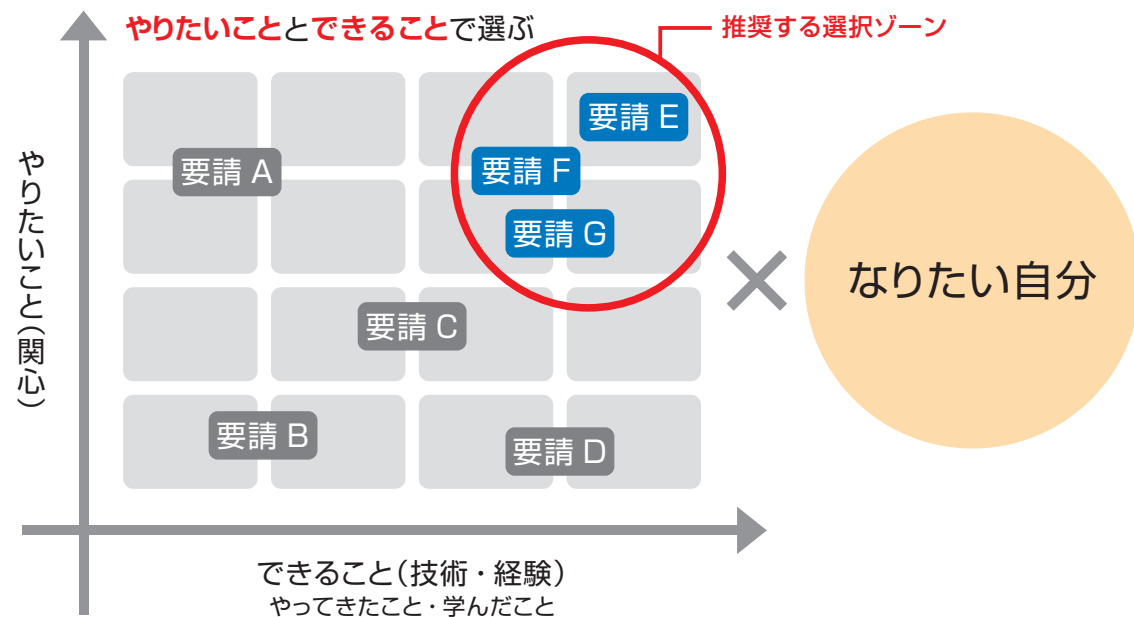 やりたいこととできることで選ぶ
推奨する選択ゾーン
やりたいこと(関心)
要請 E
要請 A
要請 F
要請 G
要請 C
要請 B
要請 D
×
なりたい自分
できること(技術・経験)
やってきたこと・学んだこと